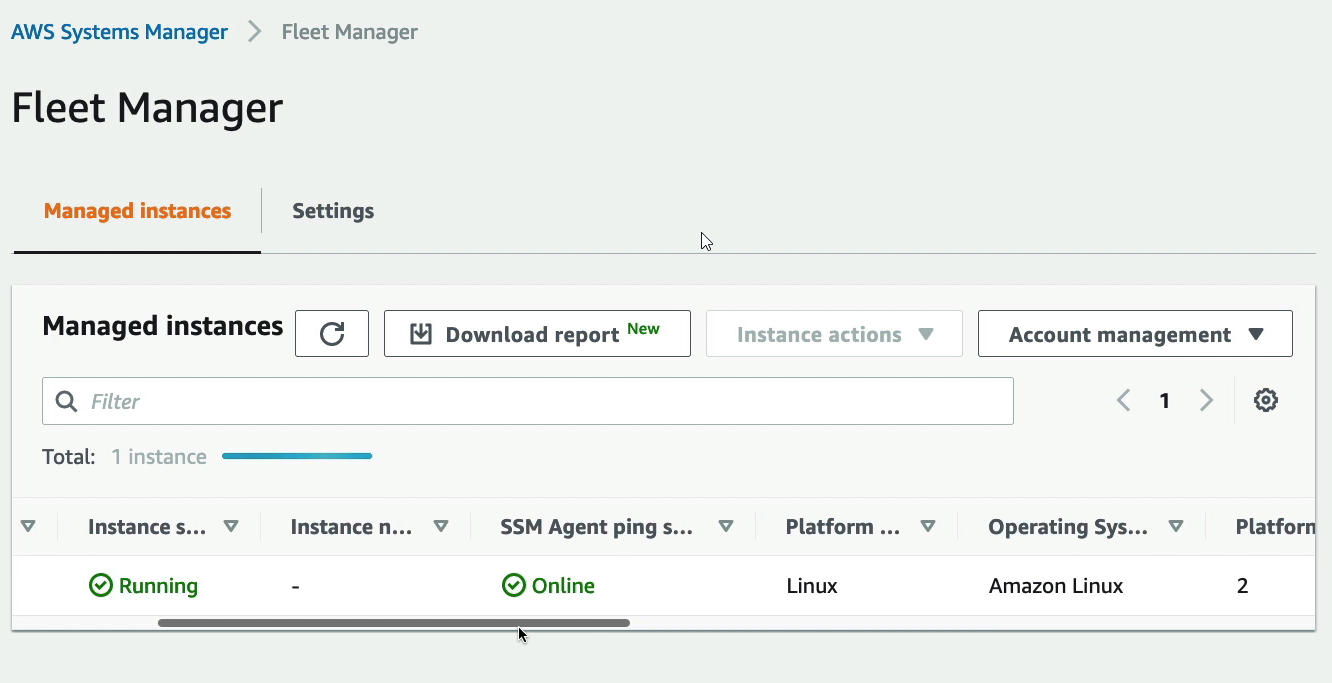 AWS Systems Manager > Fleet Manager
Fleet Manager
Managed instances Settings
Managed instances Download report New Instance actions Account management
Filter 1
Total: 1 instance
Instance s... Instance n... SSM Agent ping s... Platform ... Operating Sys... Platform
Running - Online Linux Amazon Linux 2